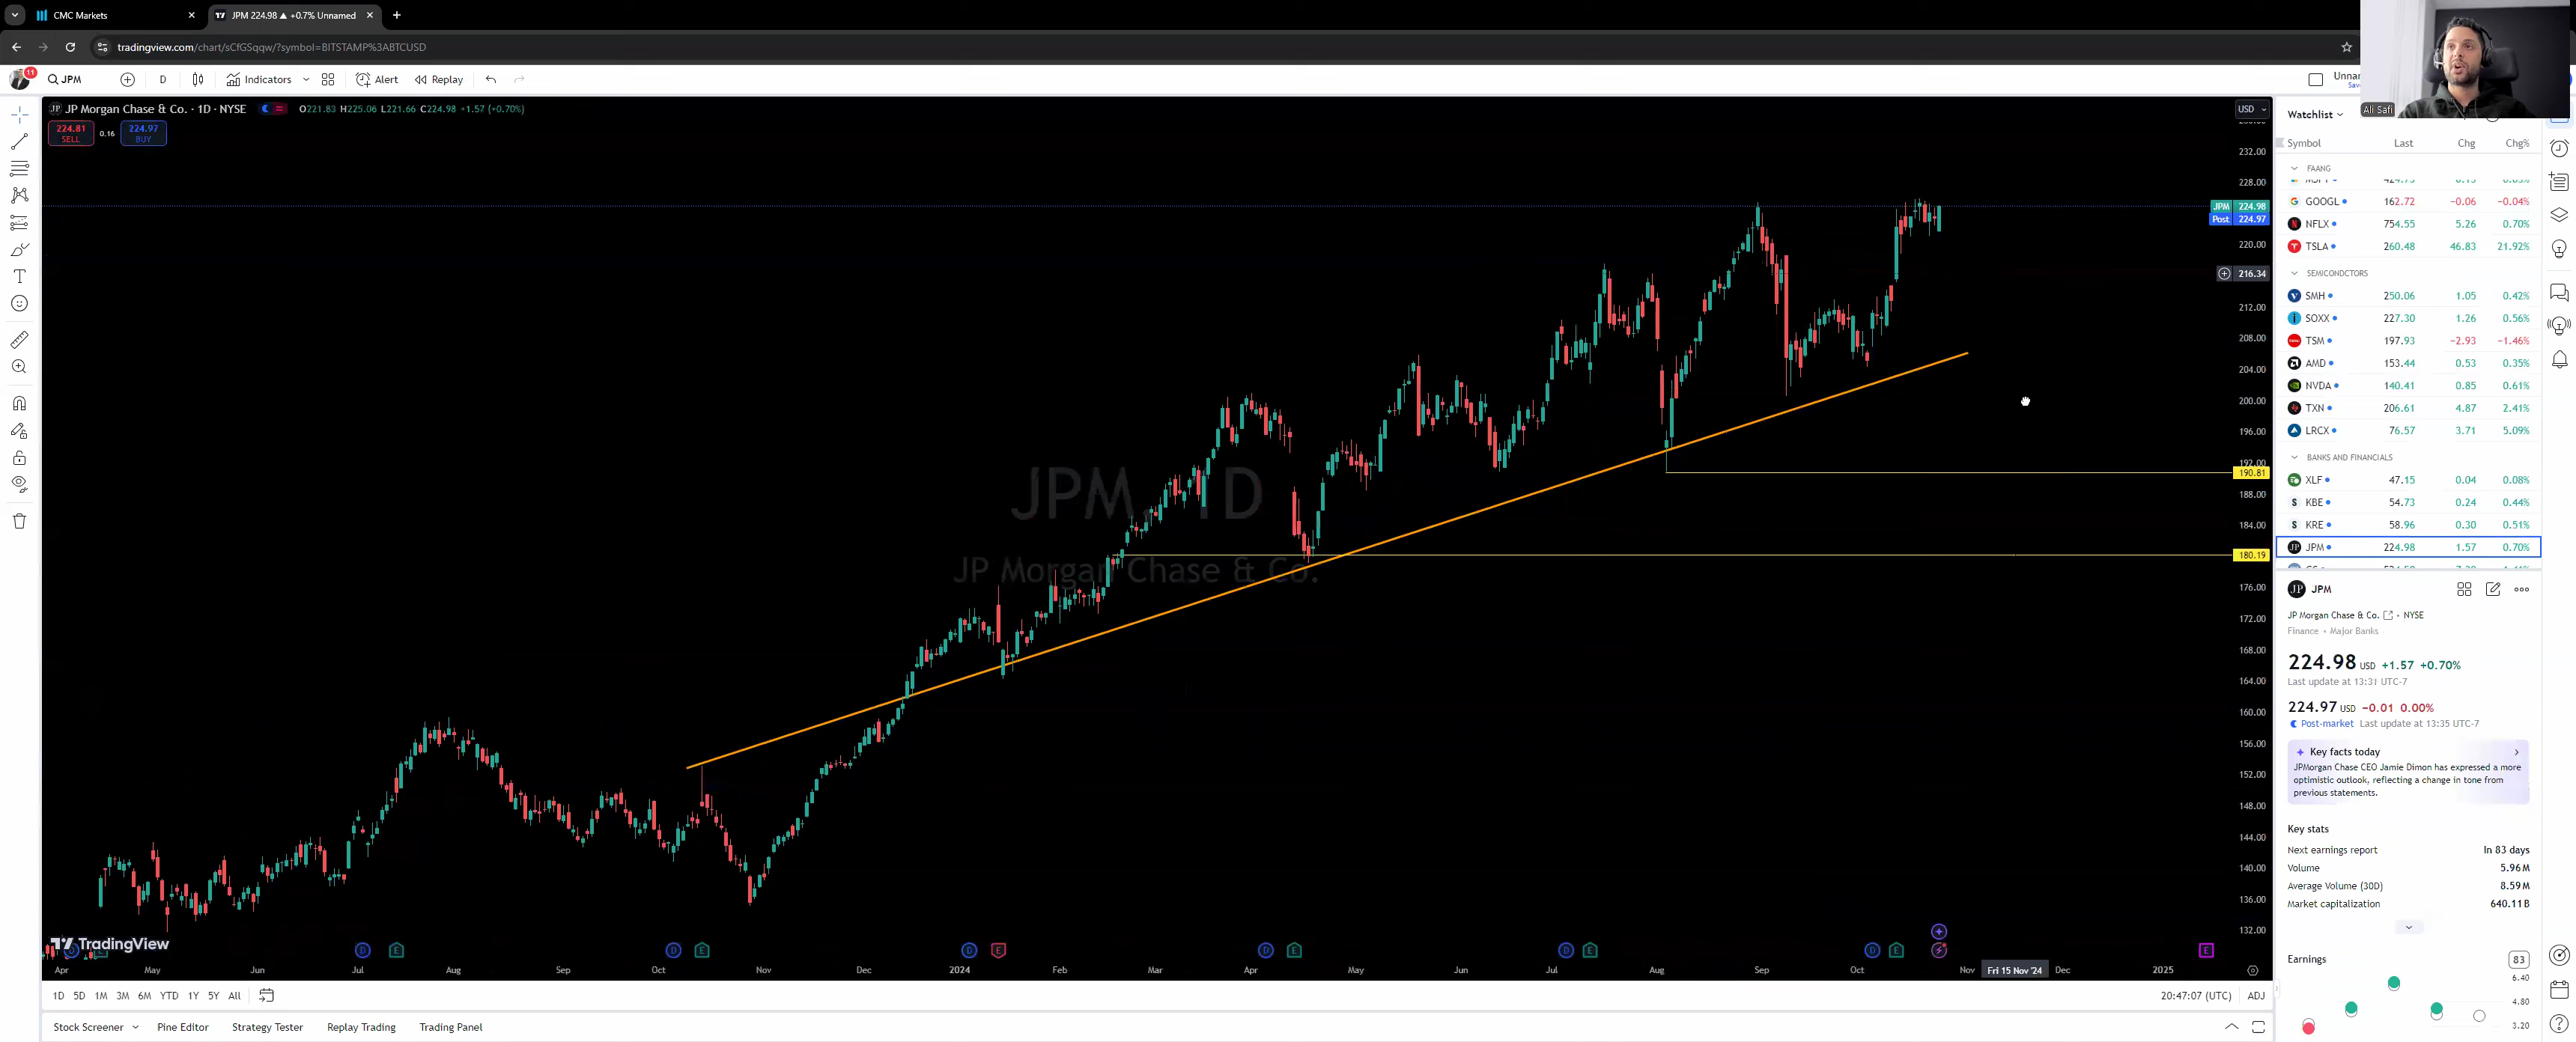 CMC Markets
JPM 224.98 ▲ +0.7% Unnamed
tradingview.com/chart/sCfGSqqw/?symbol=BITSTAMP%3ABTCUSD
11
JPM
D
Indicators
Alert
Replay
Ali Safi
JP Morgan Chase & Co. · 1D · NYSE
O221.83 H225.06 L221.66 C224.98 +1.57 (+0.70%)
224.81
SELL
0.16
224.97
BUY
USD
232.00
228.00
JPM 224.98
Post 224.97
220.00
216.34
212.00
208.00
204.00
200.00
196.00
192.00
190.81
188.00
184.00
180.19
176.00
172.00
168.00
164.00
160.00
156.00
152.00
148.00
144.00
140.00
136.00
132.00
JPM, 1D
JP Morgan Chase & Co.
TradingView
D E D E D E D E D E D E E
Apr May Jun Jul Aug Sep Oct Nov Dec 2024 Feb Mar Apr May Jun Jul Aug Sep Oct Nov Fri 15 Nov '24 Dec 2025
1D 5D 1M 3M 6M YTD 1Y 5Y All
20:47:07 (UTC) ADJ
Stock Screener Pine Editor Strategy Tester Replay Trading Trading Panel
Watchlist
Symbol Last Chg Chg%
FAANG
GOOGL 162.72 −0.06 −0.04%
NFLX 754.55 5.26 0.70%
TSLA 260.48 46.83 21.92%
SEMICONDCTORS
SMH 250.06 1.05 0.42%
SOXX 227.30 1.26 0.56%
TSM 197.93 −2.93 −1.46%
AMD 153.44 0.53 0.35%
NVDA 140.41 0.85 0.61%
TXN 206.61 4.87 2.41%
LRCX 76.57 3.71 5.09%
BANKS AND FINANCIALS
XLF 47.15 0.04 0.08%
KBE 54.73 0.24 0.44%
KRE 58.96 0.30 0.51%
JPM 224.98 1.57 0.70%
JPM
JP Morgan Chase & Co. • NYSE
Finance • Major Banks
224.98 USD +1.57 +0.70%
Last update at 13:31 UTC-7
224.97 USD −0.01 0.00%
Post-market Last update at 13:35 UTC-7
Key facts today
JPMorgan Chase CEO Jamie Dimon has expressed a more
optimistic outlook, reflecting a change in tone from
previous statements.
Key stats
Next earnings report In 83 days
Volume 5.96M
Average Volume (30D) 8.59M
Market capitalization 640.11B
Earnings 83
6.40
4.80
3.20